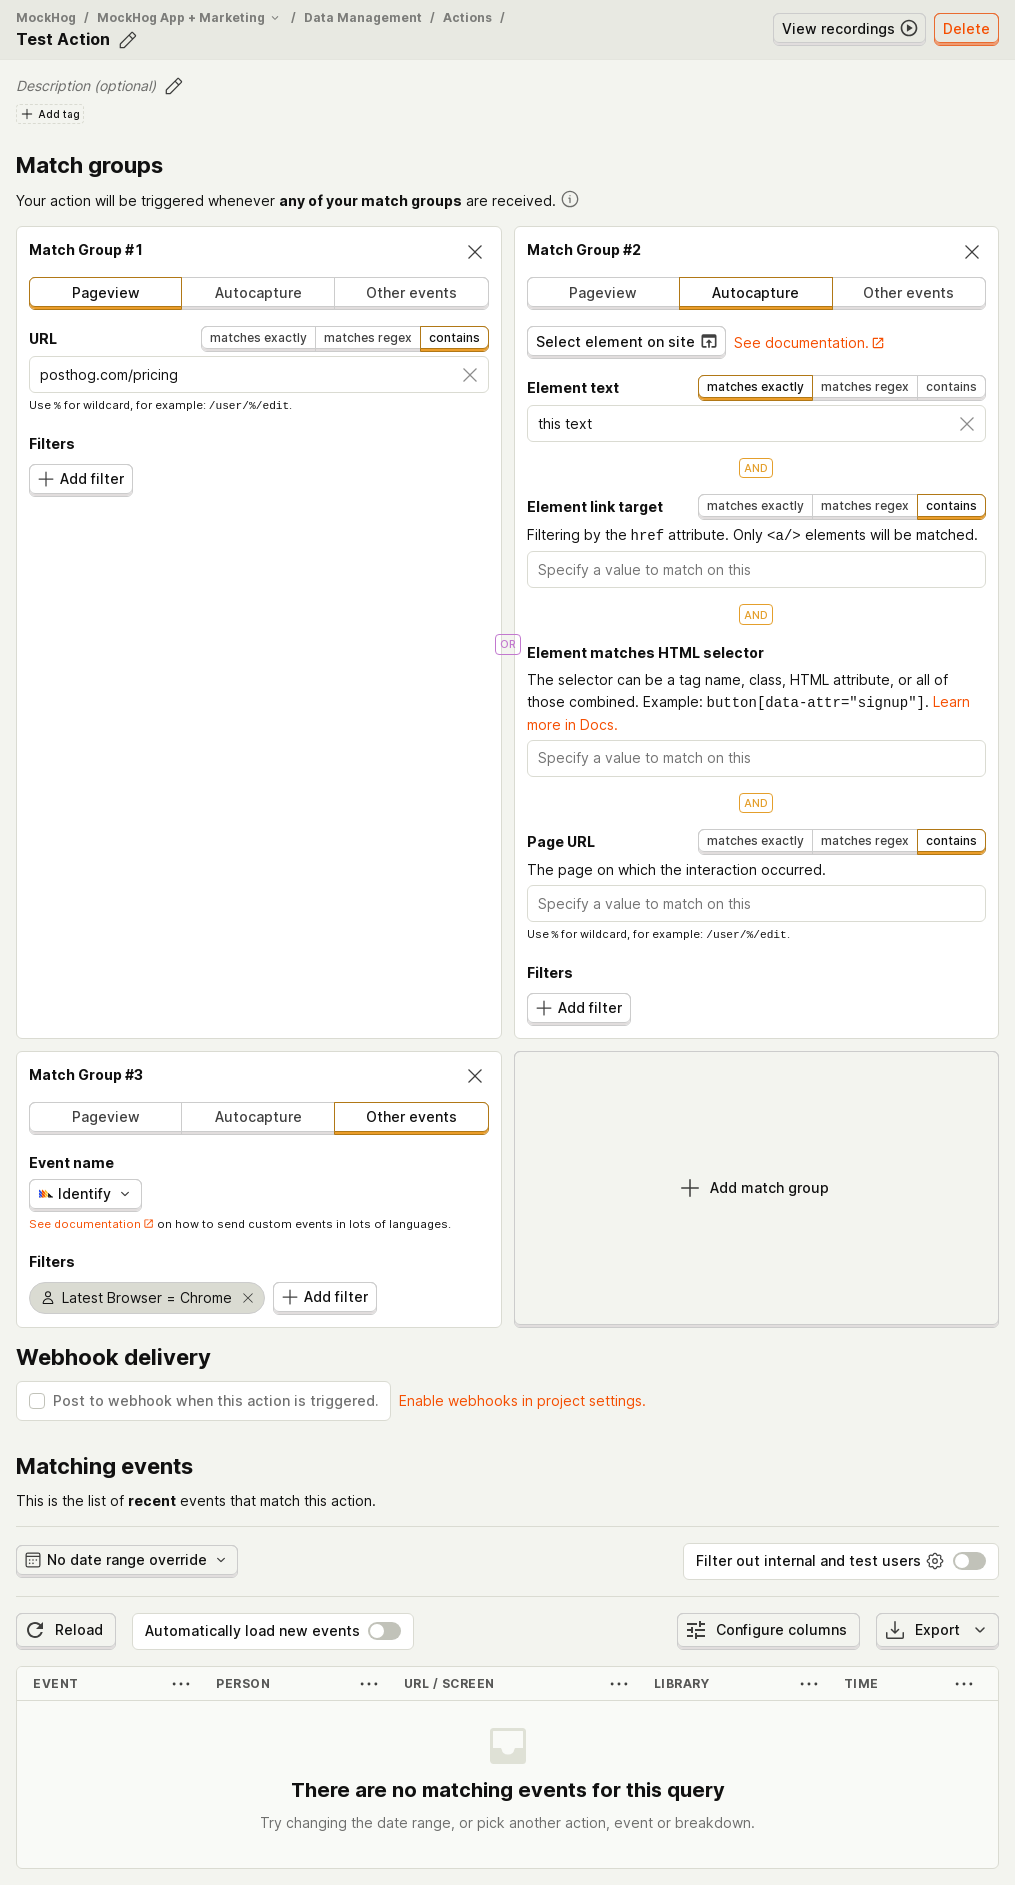 MockHog / MockHog App + Marketing / Data Management / Actions /
Test Action
View recordings
Delete
Description (optional)
Add tag
Match groups
Your action will be triggered whenever any of your match groups are received.
Match Group #1
Pageview
Autocapture
Other events
URL
matches exactly
matches regex
contains
posthog.com/pricing
Use % for wildcard, for example: /user/%/edit.
Filters
Add filter
OR
Match Group #2
Pageview
Autocapture
Other events
Select element on site
See documentation.
Element text
matches exactly
matches regex
contains
this text
AND
Element link target
matches exactly
matches regex
contains
Filtering by the href attribute. Only <a/> elements will be matched.
Specify a value to match on this
AND
Element matches HTML selector
The selector can be a tag name, class, HTML attribute, or all of
those combined. Example: button[data-attr="signup"]. Learn
more in Docs.
Specify a value to match on this
AND
Page URL
matches exactly
matches regex
contains
The page on which the interaction occurred.
Specify a value to match on this
Use % for wildcard, for example: /user/%/edit.
Filters
Add filter
Match Group #3
Pageview
Autocapture
Other events
Event name
Identify
See documentation on how to send custom events in lots of languages.
Filters
Latest Browser = Chrome
Add filter
Add match group
Webhook delivery
Post to webhook when this action is triggered.
Enable webhooks in project settings.
Matching events
This is the list of recent events that match this action.
No date range override
Filter out internal and test users
Reload
Automatically load new events
Configure columns
Export
EVENT
PERSON
URL / SCREEN
LIBRARY
TIME
There are no matching events for this query
Try changing the date range, or pick another action, event or breakdown.